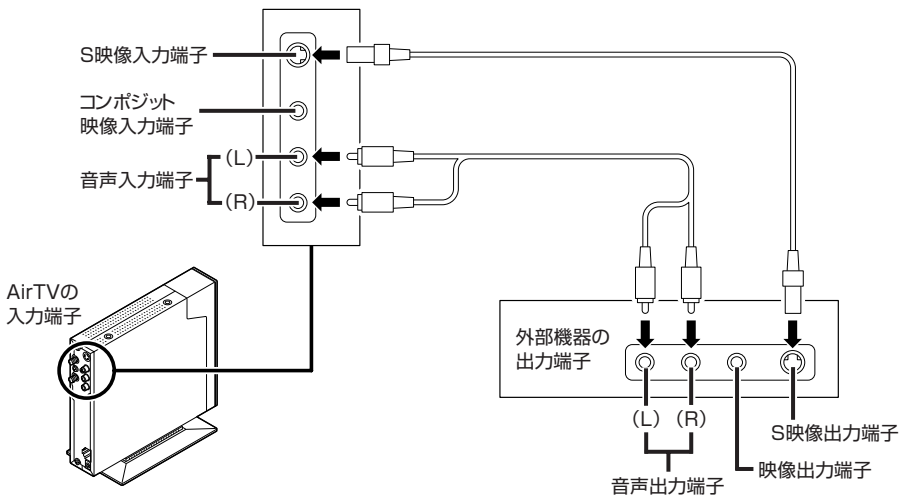 S映像入力端子
コンポジット
映像入力端子
(L)
音声入力端子
(R)
AirTVの
入力端子
外部機器の
出力端子
(L) (R)
S映像出力端子
映像出力端子
音声出力端子